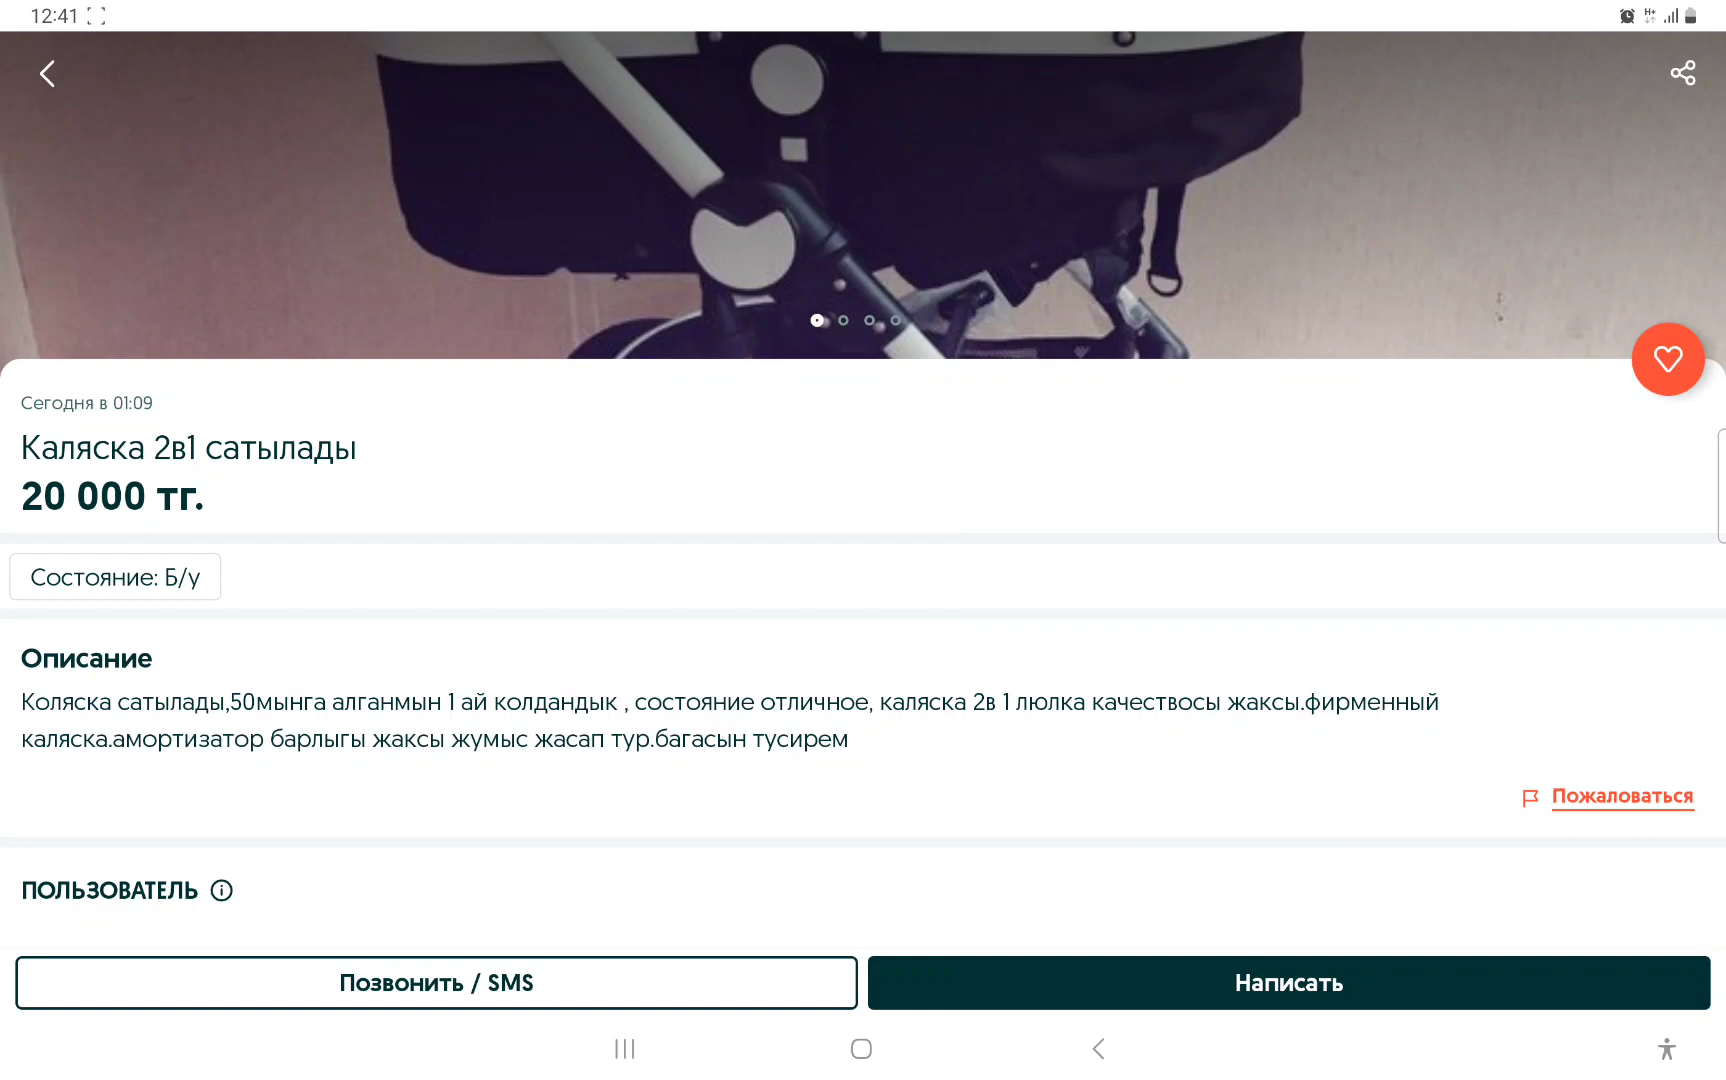 12:41
H+
Сегодня в 01:09
Каляска 2в1 сатылады
20 000 тг.
Состояние: Б/у
Описание
Коляска сатылады,50мынга алганмын 1 ай колдандык , состояние отличное, каляска 2в 1 люлка качествосы жаксы.фирменный
каляска.амортизатор барлыгы жаксы жумыс жасап тур.багасын тусирем
Пожаловаться
ПОЛЬЗОВАТЕЛЬ
Позвонить / SMS
Написать